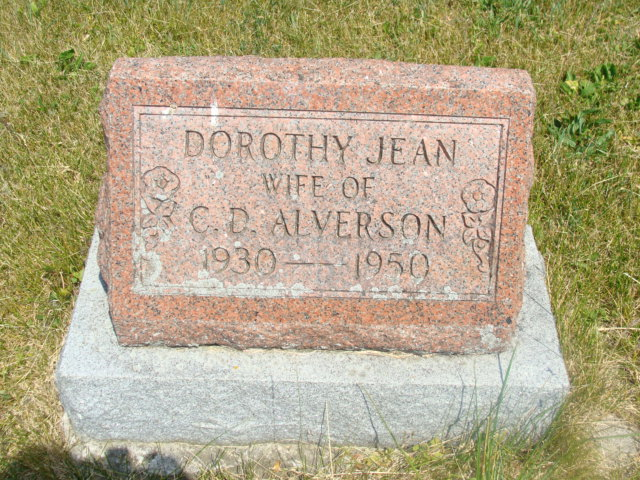 DOROTHY JEAN
WIFE OF
C. D. ALVERSON
1930 — 1950